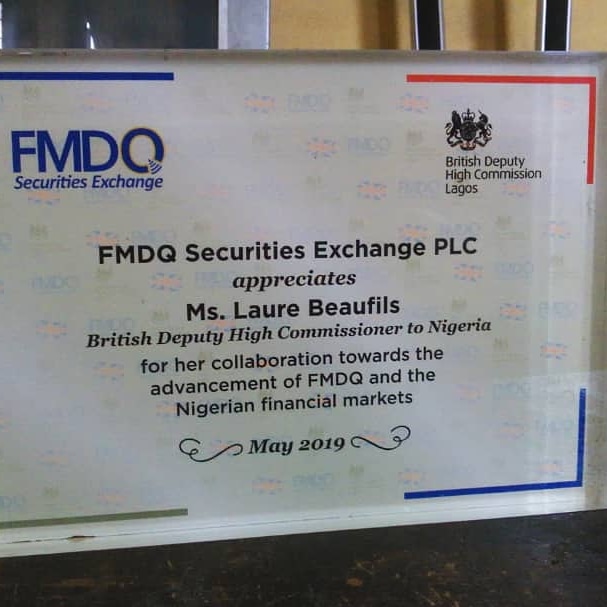 FMDQ
Securities Exchange
British Deputy
High Commission
Lagos
FMDQ Securities Exchange PLC
appreciates
Ms. Laure Beaufils
British Deputy High Commissioner to Nigeria
for her collaboration towards the
advancement of FMDQ and the
Nigerian financial markets
May 2019